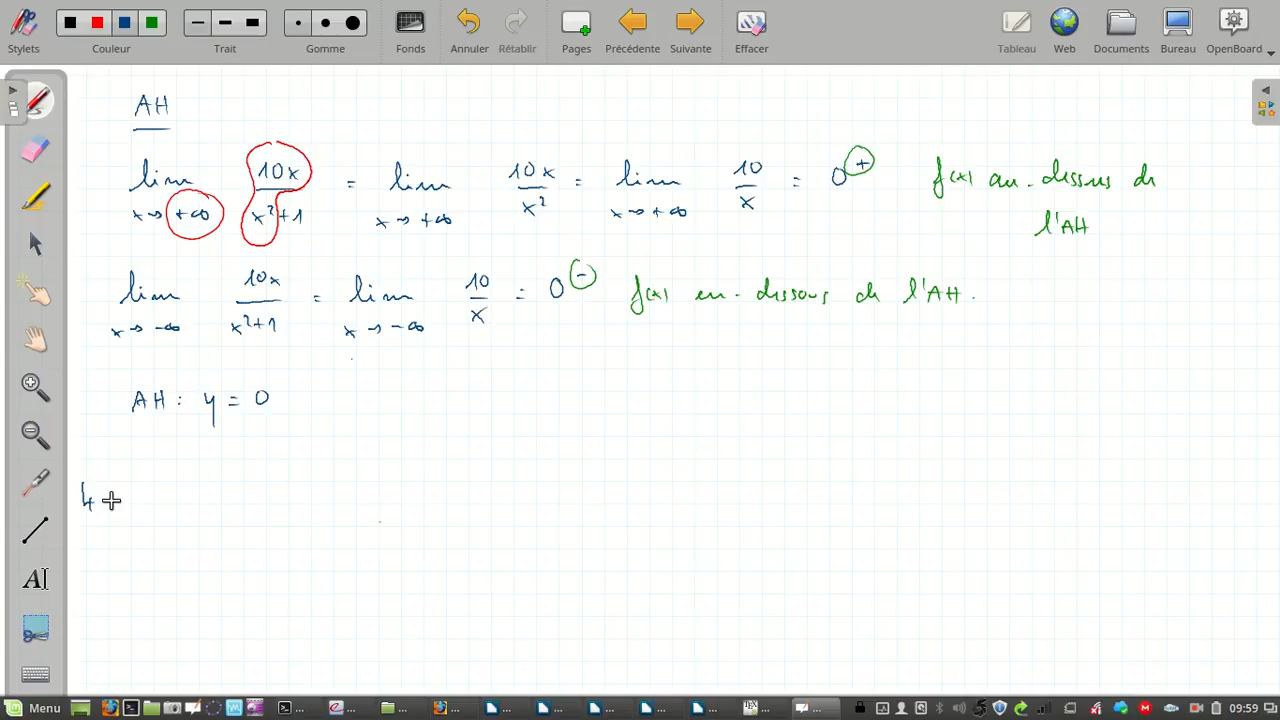 Stylets Couleur Trait Gomme Fonds Annuler Rétablir Pages Précédente Suivante Effacer Tableau Web Documents Bureau OpenBoard
AH
lim x→+∞ 10x/x²+1 = lim x→+∞ 10x/x² = lim x→+∞ 10/x = 0⁺ f(x) au-dessus de
l'AH
lim x→-∞ 10x/x²+1 = lim x→-∞ 10/x = 0⁻ f(x) en-dessous de l'AH.
AH: y = 0
4
Menu 09:59